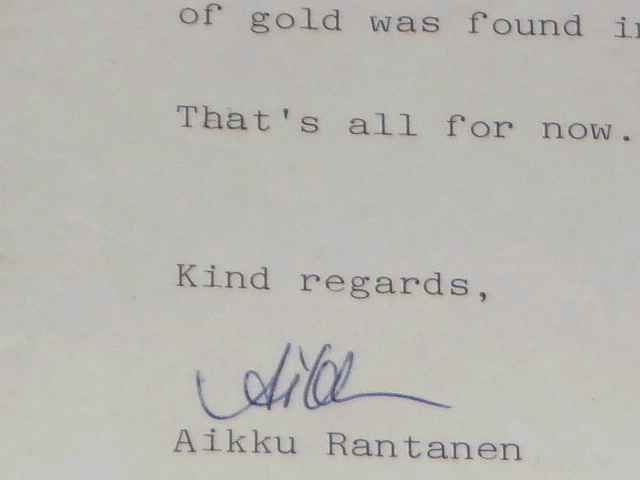 of gold was found
That's all for now.
Kind regards,
Aikku Rantanen